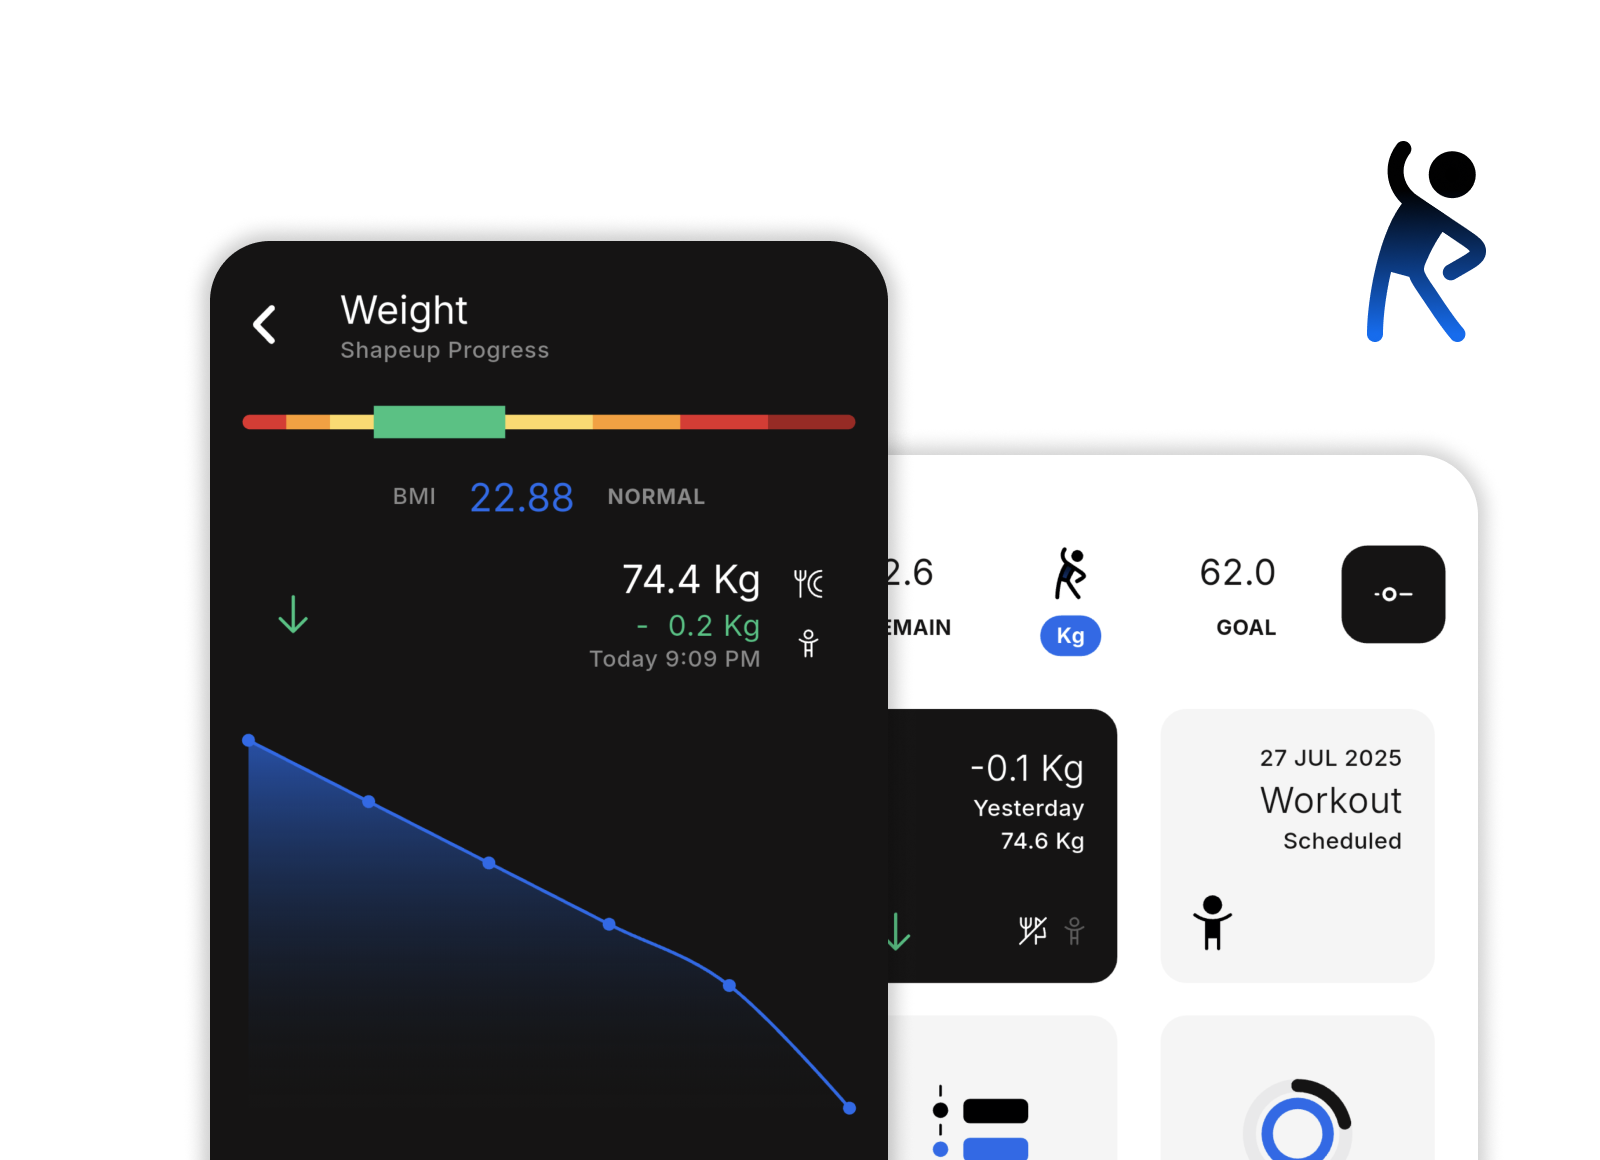 Weight
Shapeup Progress
BMI 22.88 NORMAL
74.4 Kg
- 0.2 Kg
Today 9:09 PM
2.6
EMAIN
Kg
62.0
GOAL
-0.1 Kg
Yesterday
74.6 Kg
27 JUL 2025
Workout
Scheduled